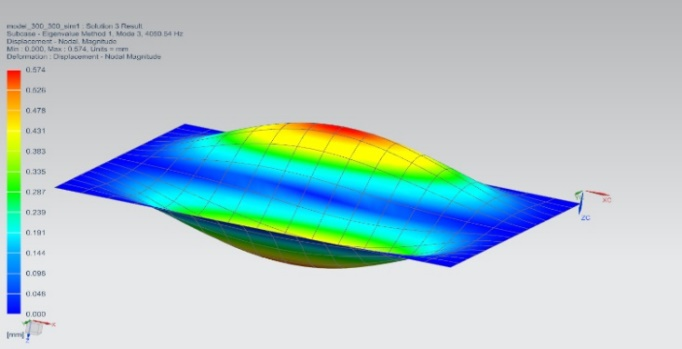 model_300_300_sim1 : Solution 3 Result
Subcase - Eigenvalue Method 1, Mode 3, 4089.54 Hz
Displacement - Nodal, Magnitude
Min : 0.000, Max : 0.574, Units = mm
Deformation : Displacement - Nodal Magnitude
0.574
0.526
0.478
0.431
0.383
0.335
0.287
0.239
0.191
0.144
0.096
0.048
0.000
[mm]
XC
ZC